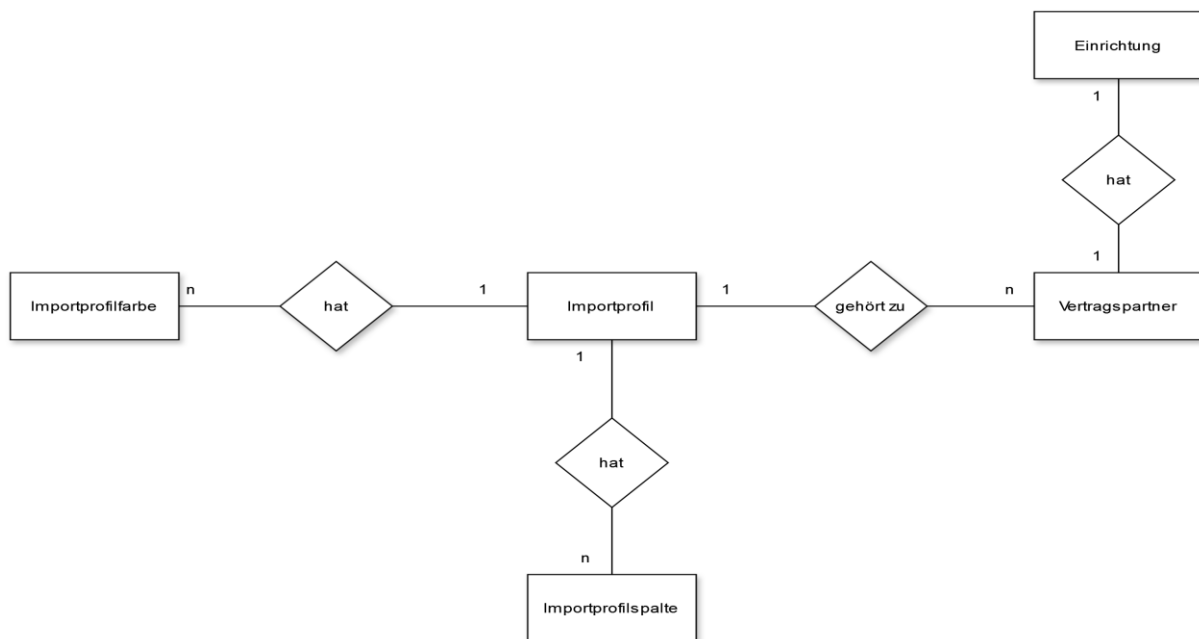 Einrichtung
1
hat
1
Importprofilfarbe
n
hat
1
Importprofil
1
gehört zu
n
Vertragspartner
1
hat
n
Importprofilspalte